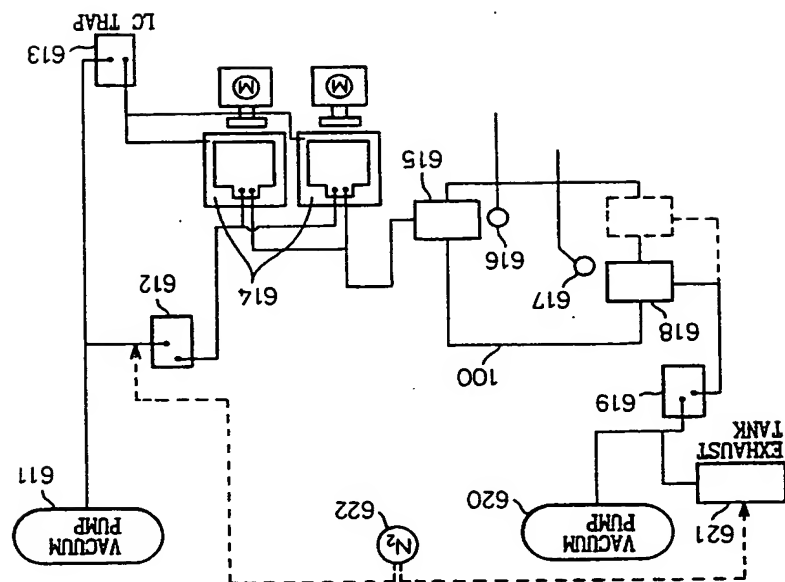 VACUUM
PUMP
611
N₂
622
VACUUM
PUMP
620
EXHAUST
TANK
621
619
612
100
618
617
616
615
614
M
M
613
LC TRAP